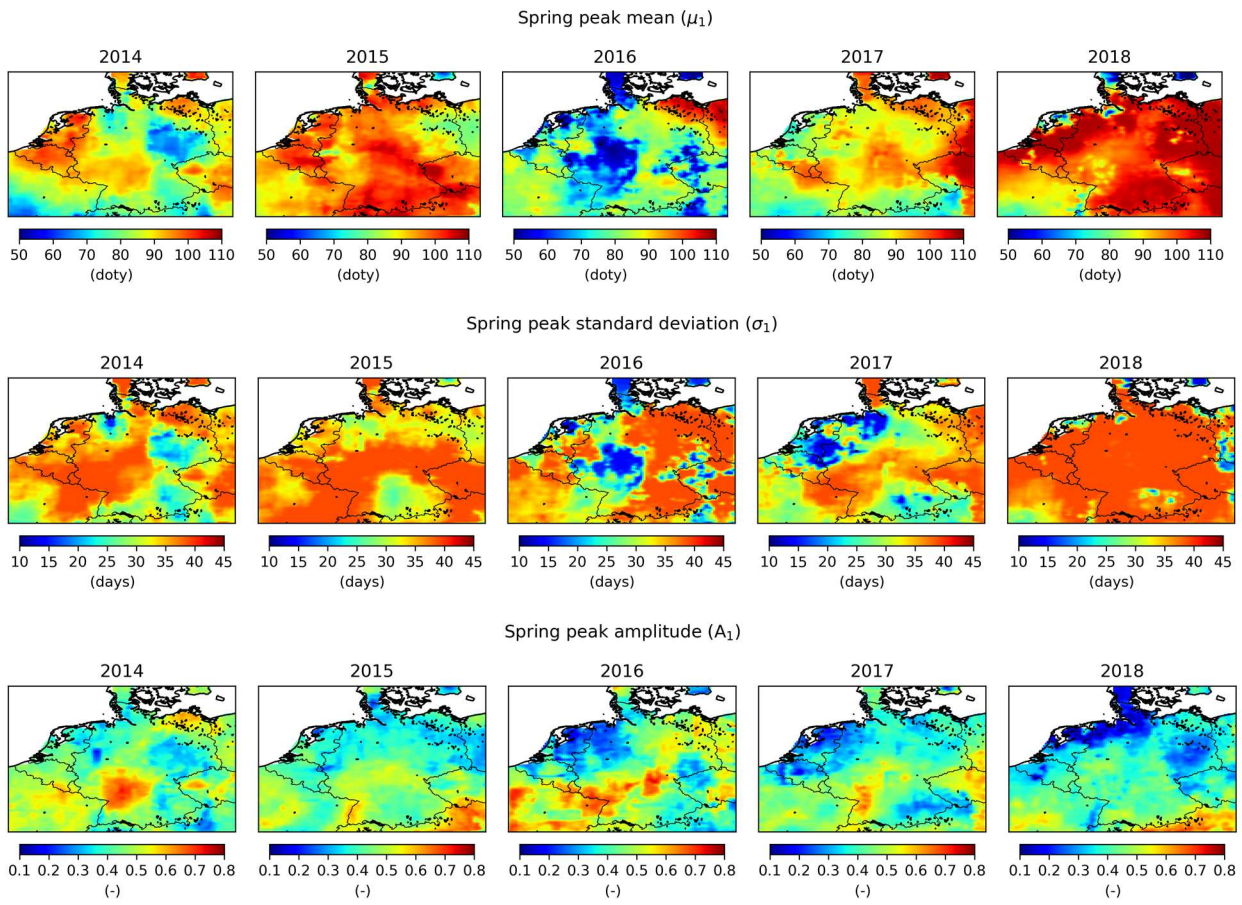 Spring peak mean (μ₁)
2014 2015 2016 2017 2018
50 60 70 80 90 100 110 50 60 70 80 90 100 110 50 60 70 80 90 100 110 50 60 70 80 90 100 110 50 60 70 80 90 100 110
(doty) (doty) (doty) (doty) (doty)
Spring peak standard deviation (σ₁)
2014 2015 2016 2017 2018
10 15 20 25 30 35 40 45 10 15 20 25 30 35 40 45 10 15 20 25 30 35 40 45 10 15 20 25 30 35 40 45 10 15 20 25 30 35 40 45
(days) (days) (days) (days) (days)
Spring peak amplitude (A₁)
2014 2015 2016 2017 2018
0.1 0.2 0.3 0.4 0.5 0.6 0.7 0.8 0.1 0.2 0.3 0.4 0.5 0.6 0.7 0.8 0.1 0.2 0.3 0.4 0.5 0.6 0.7 0.8 0.1 0.2 0.3 0.4 0.5 0.6 0.7 0.8 0.1 0.2 0.3 0.4 0.5 0.6 0.7 0.8
(-) (-) (-) (-) (-)